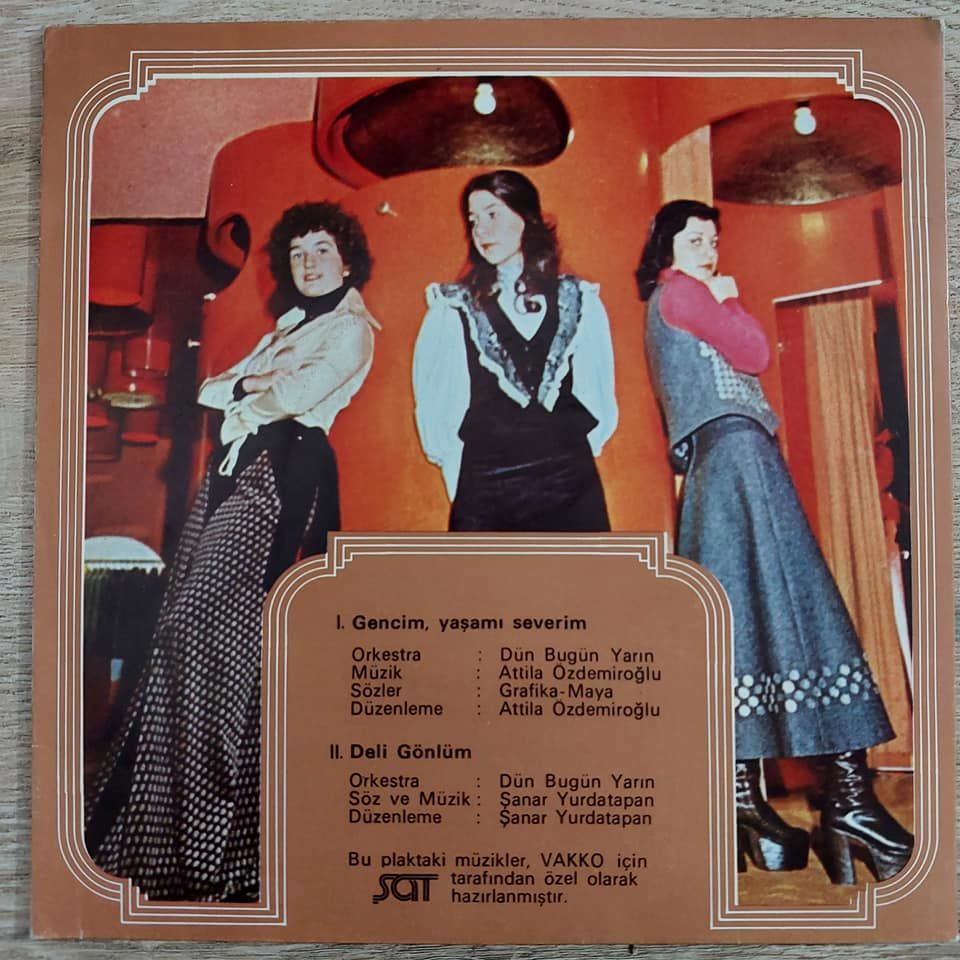 I. Gencim, yaşamı severim
Orkestra : Dün Bugün Yarın
Müzik : Attila Özdemiroğlu
Sözler : Grafika-Maya
Düzenleme : Attila Özdemiroğlu
II. Deli Gönlüm
Orkestra : Dün Bugün Yarın
Söz ve Müzik : Şanar Yurdatapan
Düzenleme : Şanar Yurdatapan
Bu plaktaki müzikler, VAKKO için
ŞAT tarafından özel olarak
hazırlanmıştır.